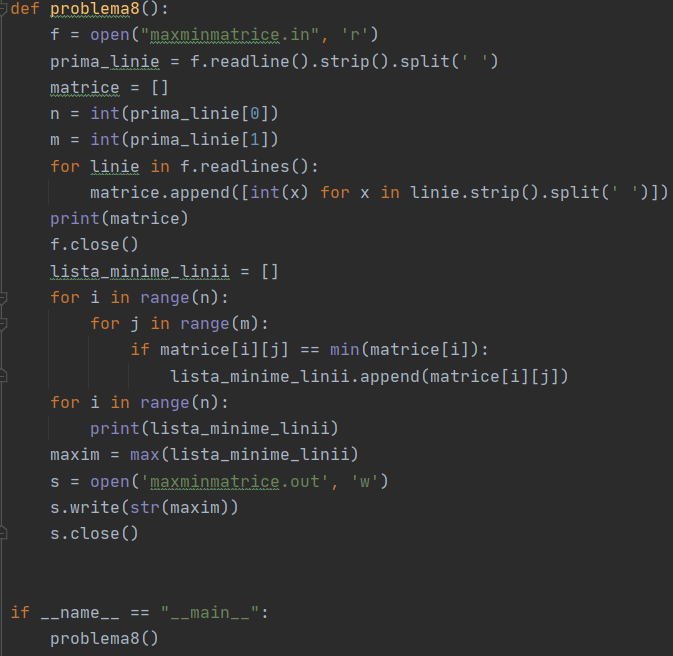 def problema8():
    f = open("maxminmatrice.in", 'r')
    prima_linie = f.readline().strip().split(' ')
    matrice = []
    n = int(prima_linie[0])
    m = int(prima_linie[1])
    for linie in f.readlines():
        matrice.append([int(x) for x in linie.strip().split(' ')])
    print(matrice)
    f.close()
    lista_minime_linii = []
    for i in range(n):
        for j in range(m):
            if matrice[i][j] == min(matrice[i]):
                lista_minime_linii.append(matrice[i][j])
    for i in range(n):
        print(lista_minime_linii)
    maxim = max(lista_minime_linii)
    s = open('maxminmatrice.out', 'w')
    s.write(str(maxim))
    s.close()
if __name__ == "__main__":
    problema8()